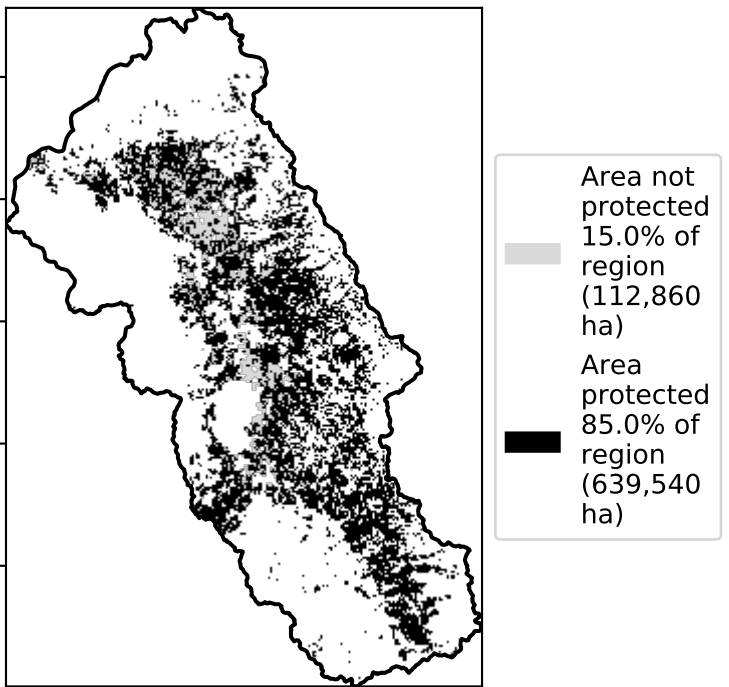 Area not
protected
15.0% of
region
(112,860
ha)
Area
protected
85.0% of
region
(639,540
ha)